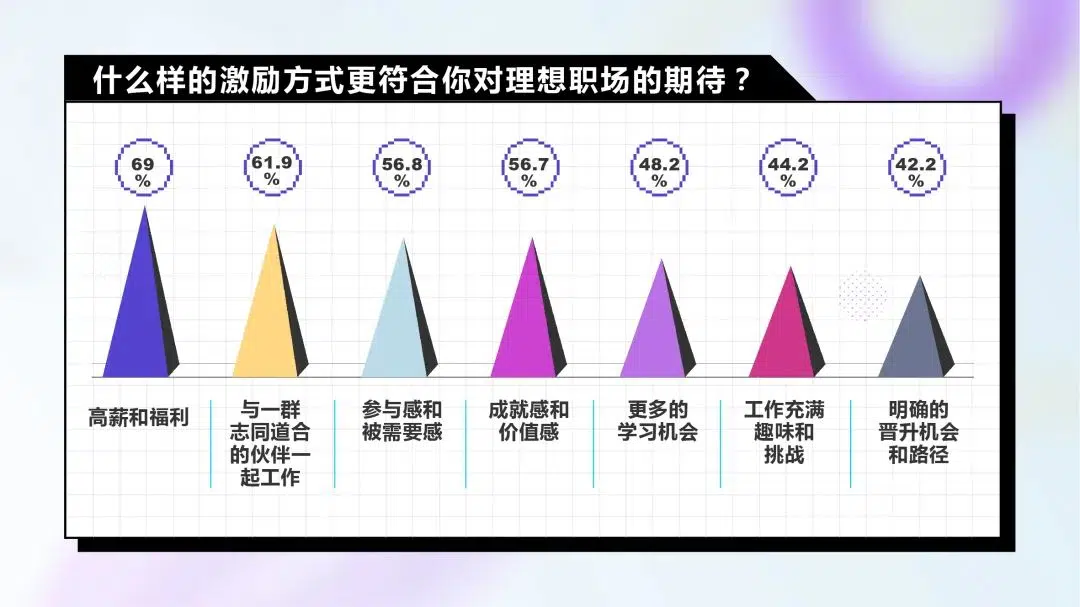 什么样的激励方式更符合你对理想职场的期待？
69
%
61.9
%
56.8
%
56.7
%
48.2
%
44.2
%
42.2
%
高薪和福利
与一群
志同道合
的伙伴一
起工作
参与感和
被需要感
成就感和
价值感
更多的
学习机会
工作充满
趣味和
挑战
明确的
晋升机会
和路径